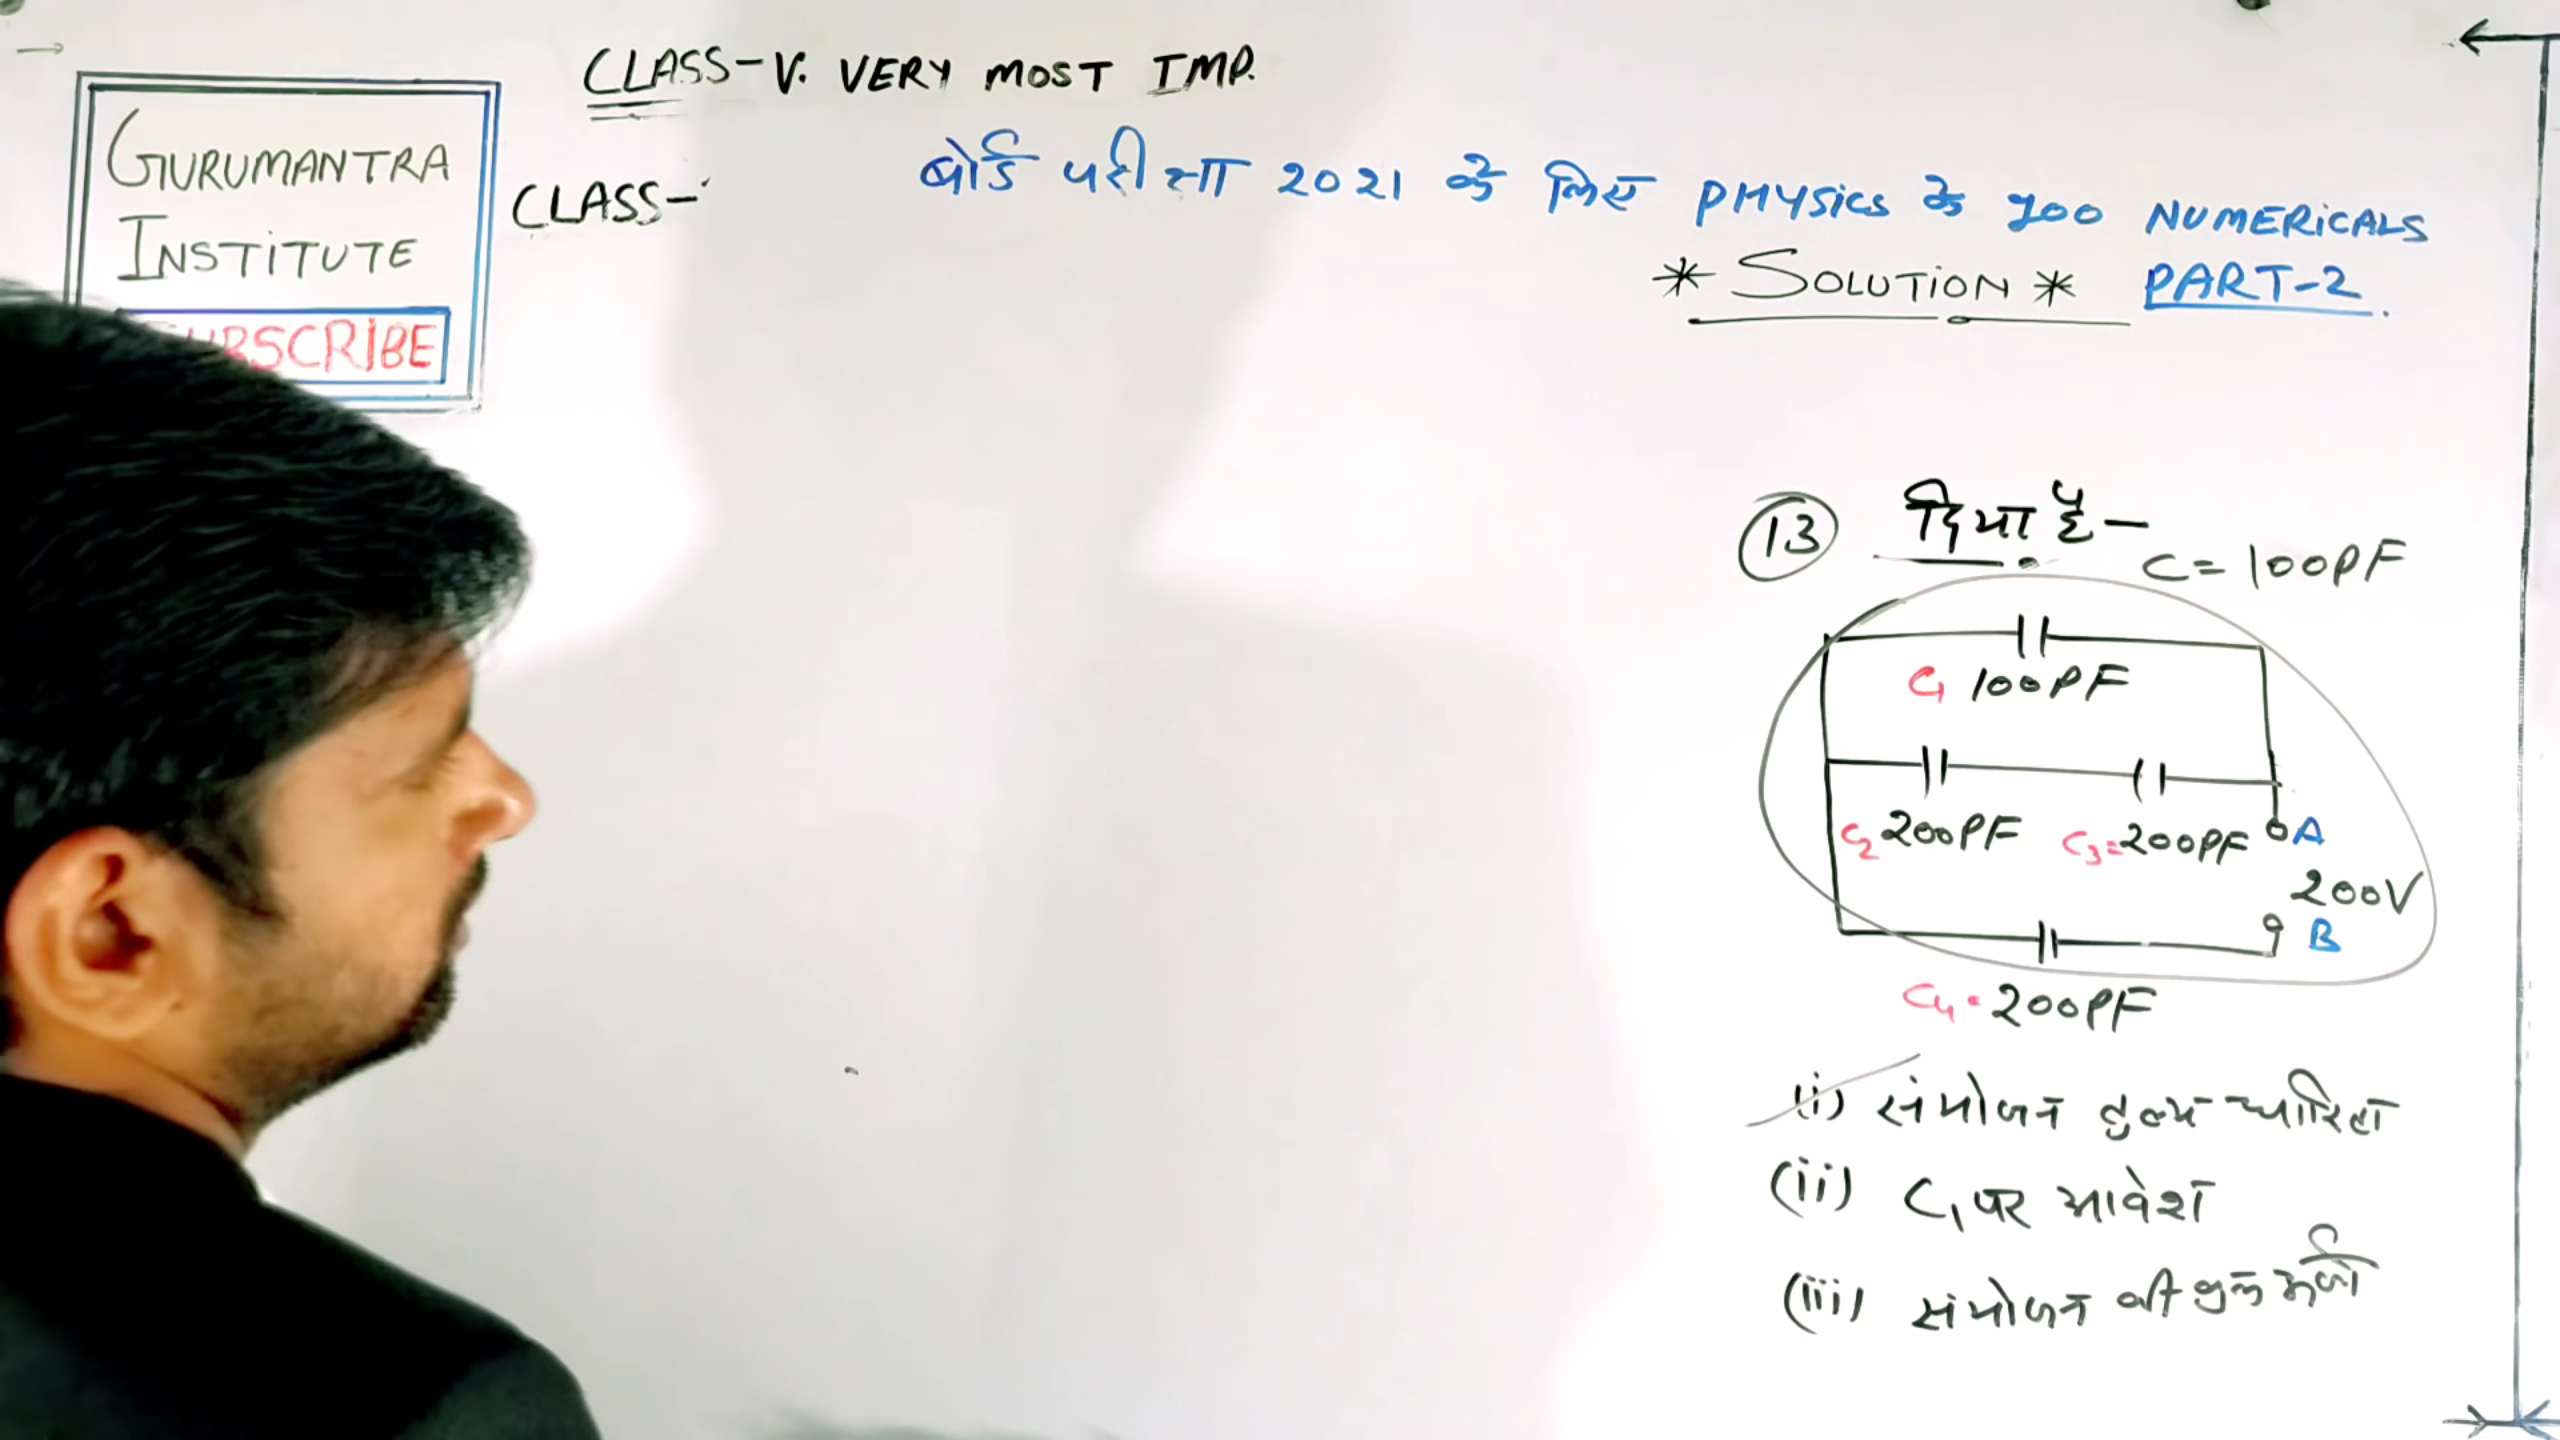 CLASS-V. VERY MOST IMP.
GURUMANTRA
INSTITUTE
SUBSCRIBE
CLASS-
बोर्ड परीक्षा 2021 के लिए PHYSICS के 100 NUMERICALS
* SOLUTION * PART-2.
13 दिया है-
C= 100PF
C1 100PF
C2 200PF C3=200PF A
200V
B
C4 = 200PF
(i) संयोजन तुल्य धारिता
(ii) C1 पर आवेश
(iii) संयोजन की कुल ऊर्जा